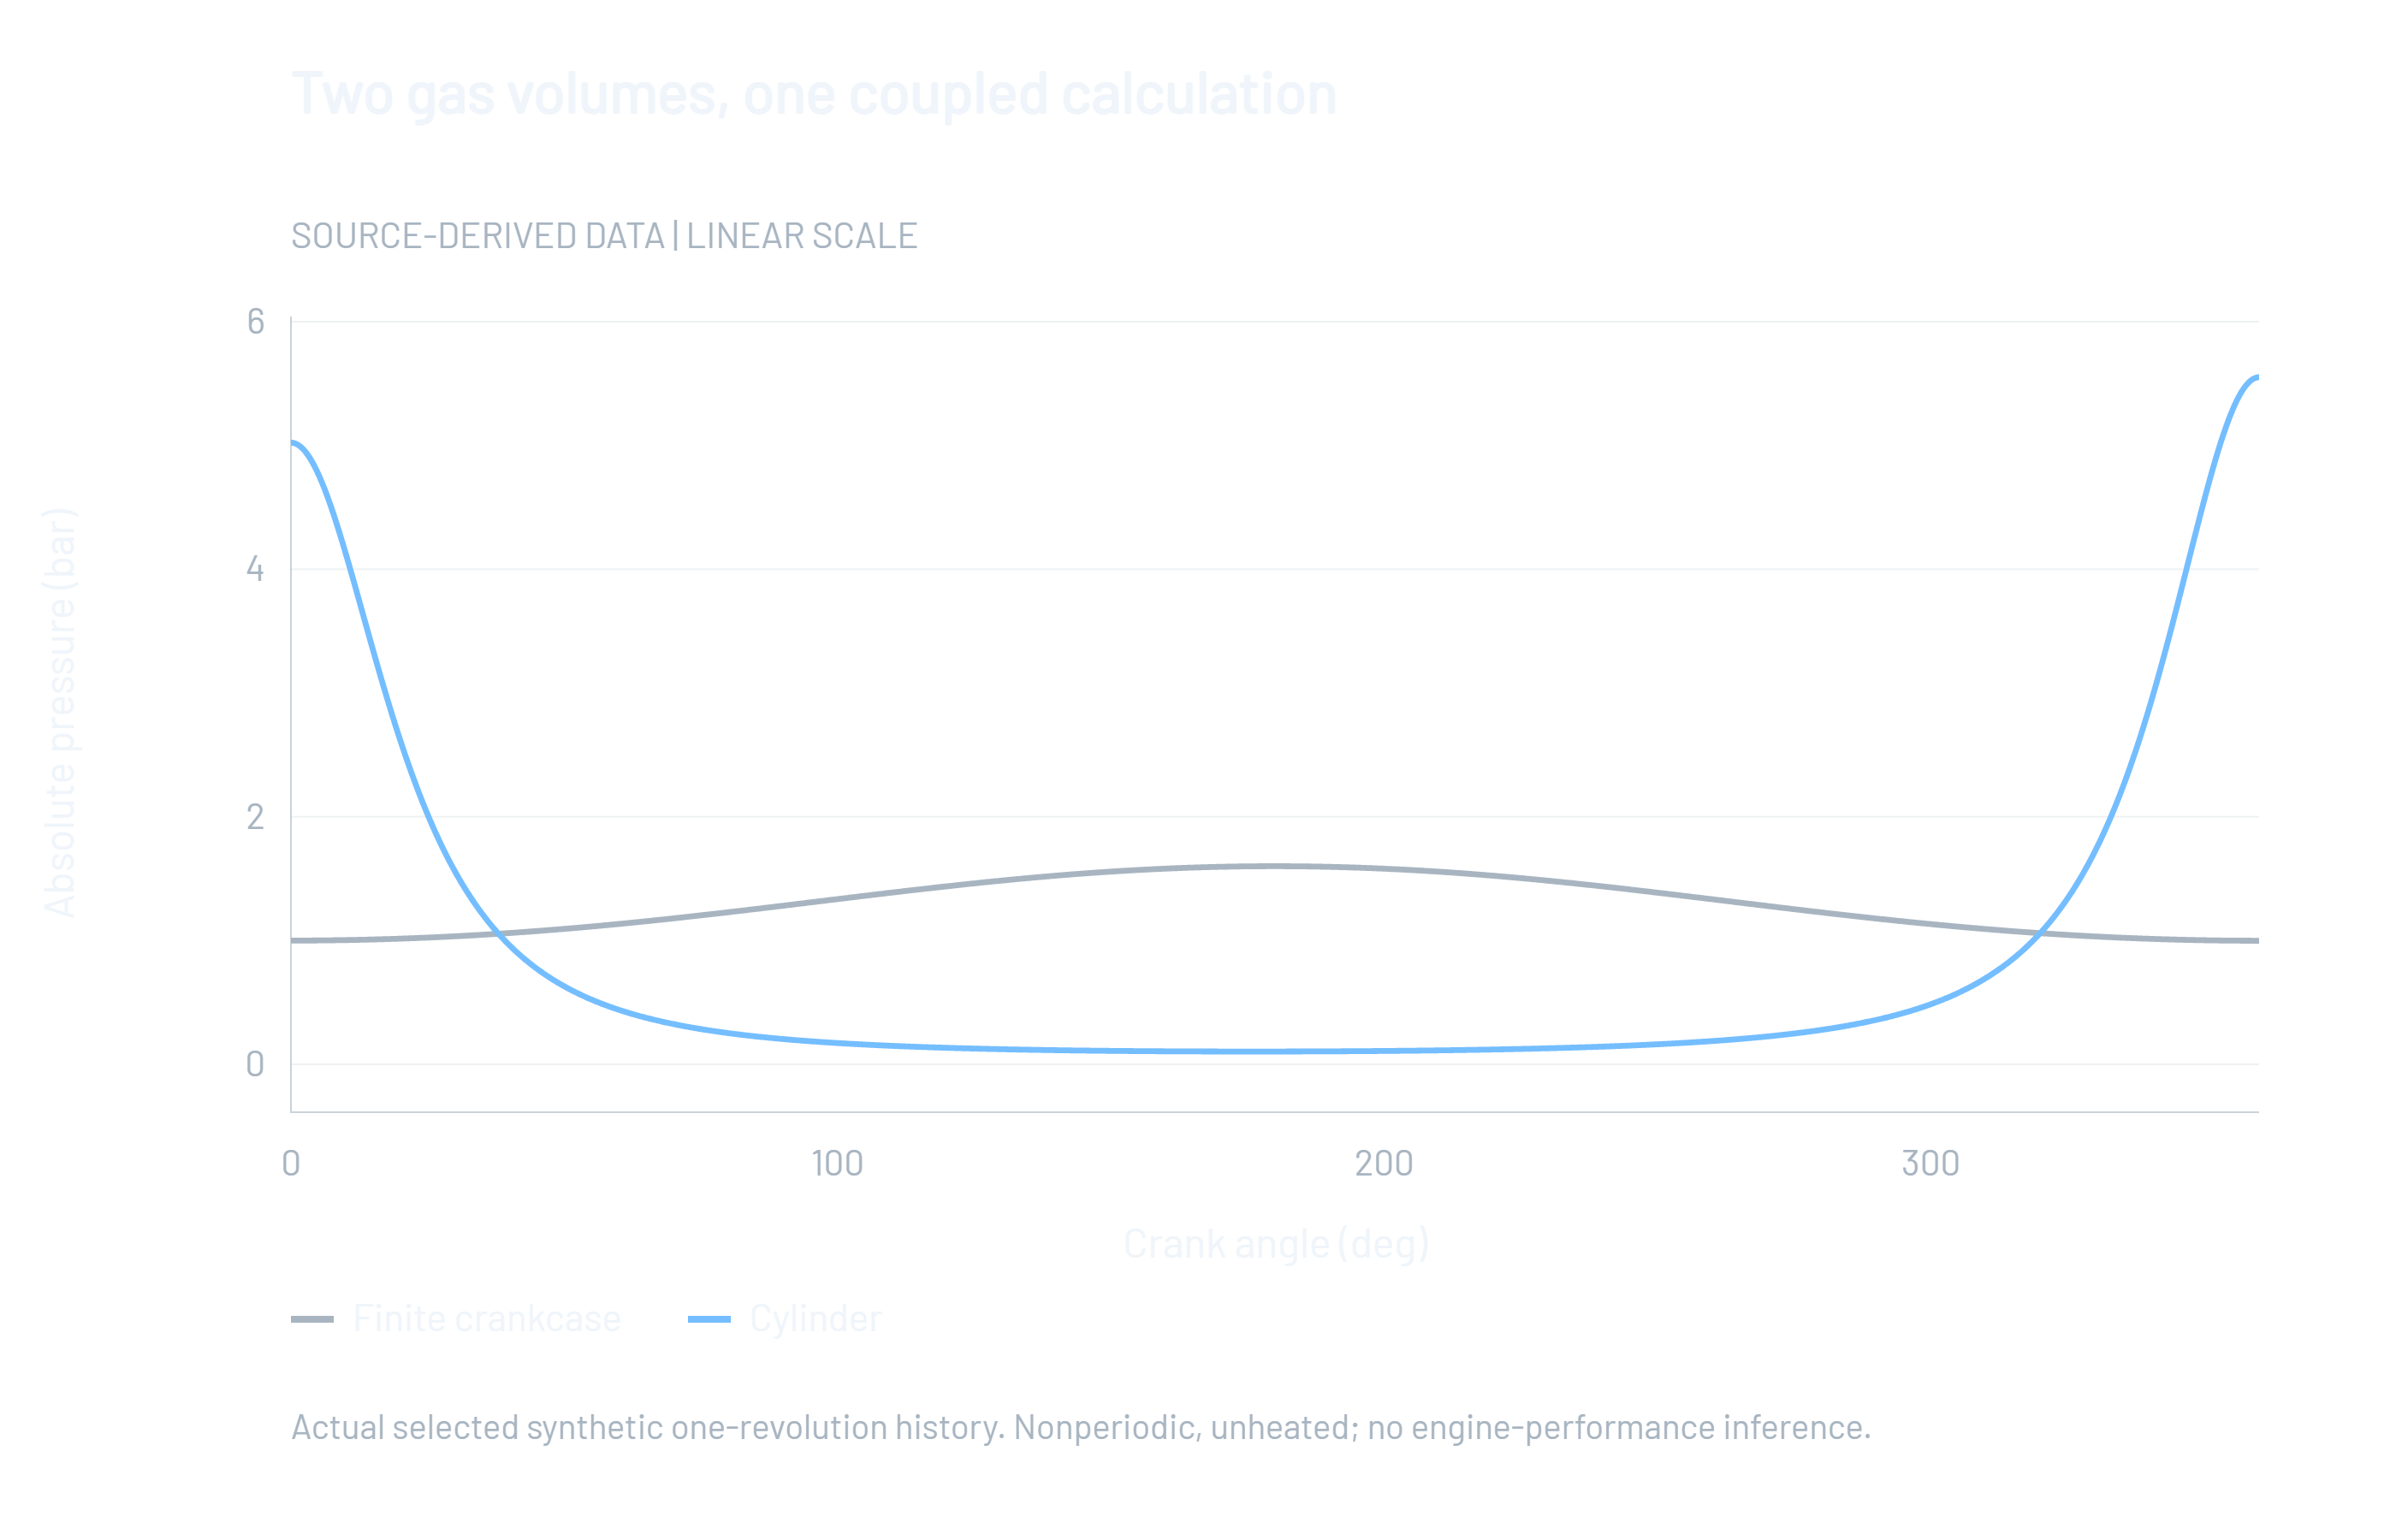 Two gas volumes, one coupled calculation
SOURCE-DERIVED DATA | LINEAR SCALE
Absolute pressure (bar)
6
4
2
0
0 100 200 300
Crank angle (deg)
Finite crankcase Cylinder
Actual selected synthetic one-revolution history. Nonperiodic, unheated; no engine-performance inference.